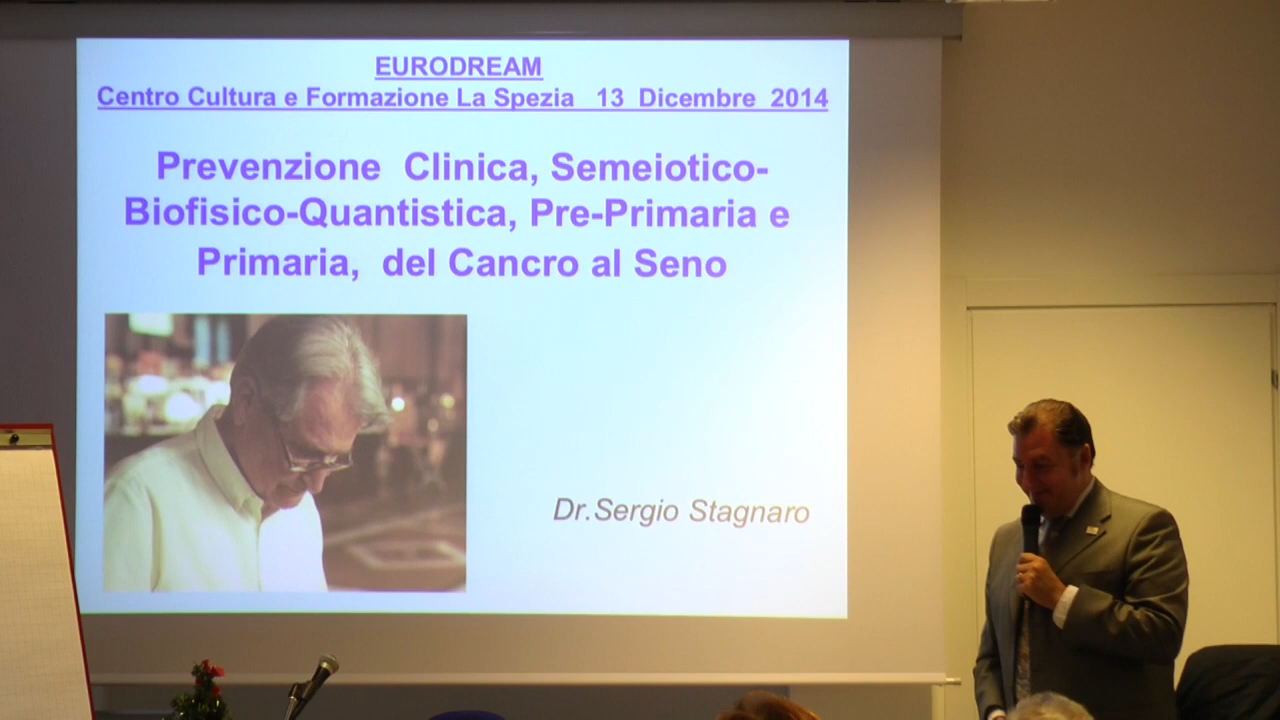 EURODREAM
Centro Cultura e Formazione La Spezia 13 Dicembre 2014
Prevenzione Clinica, Semeiotico-
Biofisico-Quantistica, Pre-Primaria e
Primaria, del Cancro al Seno
Dr.Sergio Stagnaro